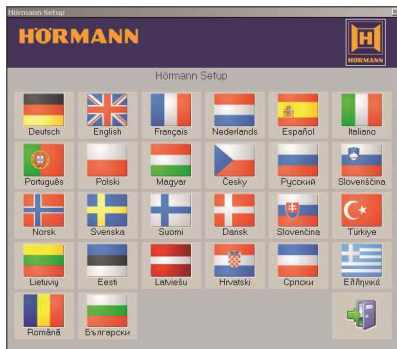 Hörmann Setup
HÖRMANN
HÖRMANN
Hörmann Setup
Deutsch English Français Nederlands Español Italiano
Português Polski Magyar Česky Русский Slovenščina
Norsk Svenska Suomi Dansk Slovenčina Türkiye
Lietuvių Eesti Latviešu Hrvatski Српски Ελληνικά
Română Български